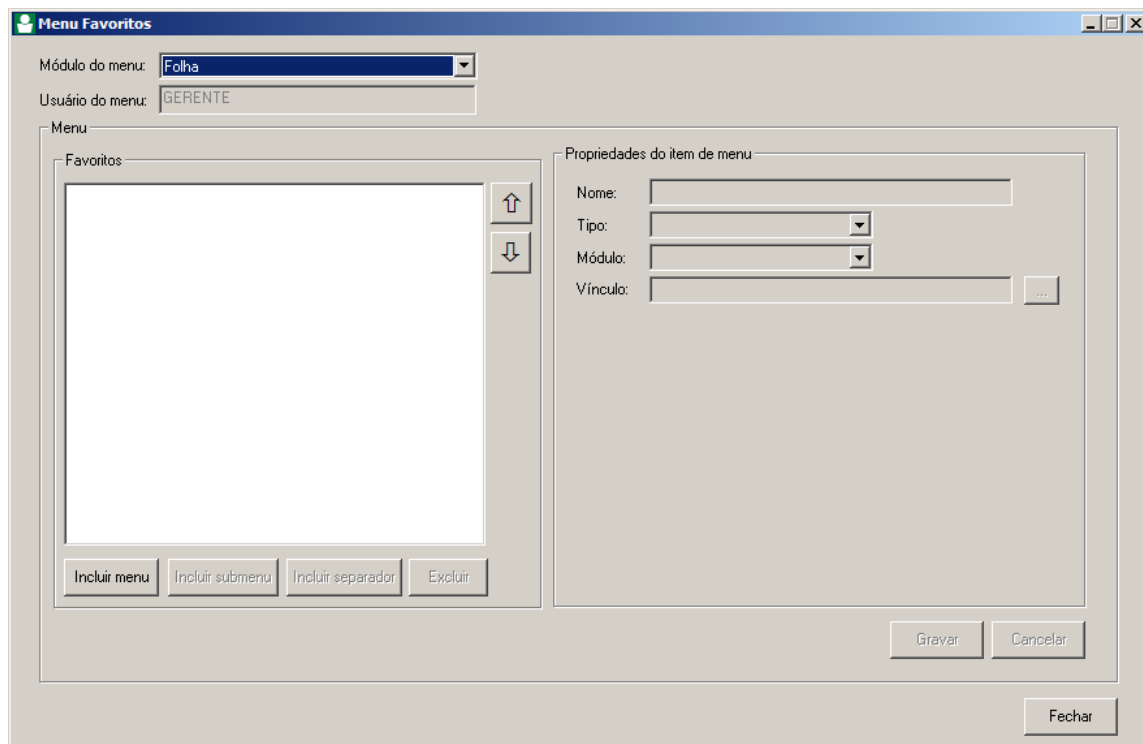 Menu Favoritos
Módulo do menu: Folha
Usuário do menu: GERENTE
Menu
Favoritos
Propriedades do item de menu
Nome:
Tipo:
Módulo:
Vínculo: ...
Incluir menu Incluir submenu Incluir separador Excluir
Gravar Cancelar
Fechar